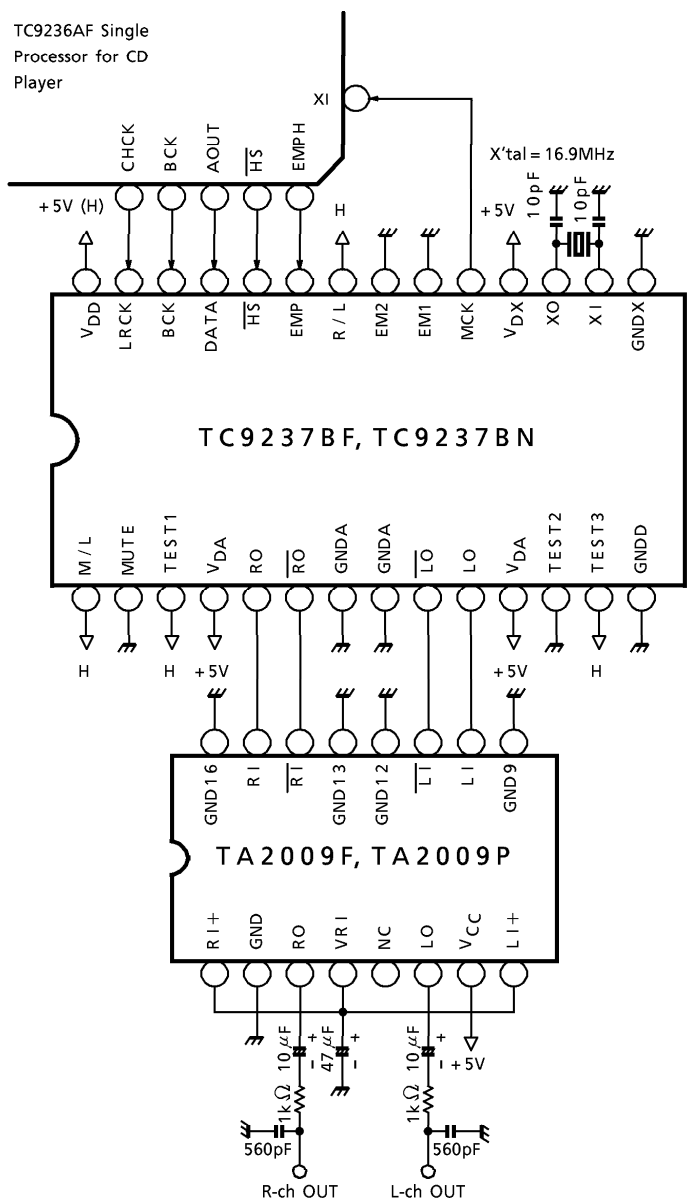 TC9236AF Single
Processor for CD
Player
XI
CHCK
BCK
AOUT
HS
EMPH
X'tal = 16.9MHz
+5V (H)
H
+5V
10pF
10pF
VDD
LRCK
BCK
DATA
HS
EMP
R/L
EM2
EM1
MCK
VDX
XO
XI
GNDX
TC9237BF, TC9237BN
M/L
MUTE
TEST1
VDA
RO
RO
GNDA
GNDA
LO
LO
VDA
TEST2
TEST3
GNDD
H
H
+5V
+5V
H
GND16
RI
RI
GND13
GND12
LI
LI
GND9
TA2009F, TA2009P
RI+
GND
RO
VRI
NC
LO
VCC
LI+
10μF
+
-
47μF
+
-
10μF
+
-
+5V
1kΩ
1kΩ
560pF
560pF
R-ch OUT
L-ch OUT